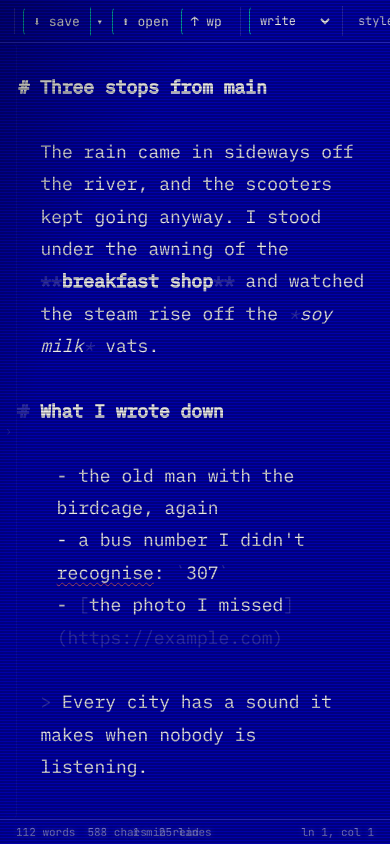 ⬇ save ▾ ⬆ open ↑ wp write style
# Three stops from main
The rain came in sideways off
the river, and the scooters
kept going anyway. I stood
under the awning of the
**breakfast shop** and watched
the steam rise off the *soy
milk* vats.
# What I wrote down
- the old man with the
birdcage, again
- a bus number I didn't
recognise: `307`
- [the photo I missed]
(https://example.com)
> Every city has a sound it
makes when nobody is
listening.
112 words 588 chars ln 1, col 1